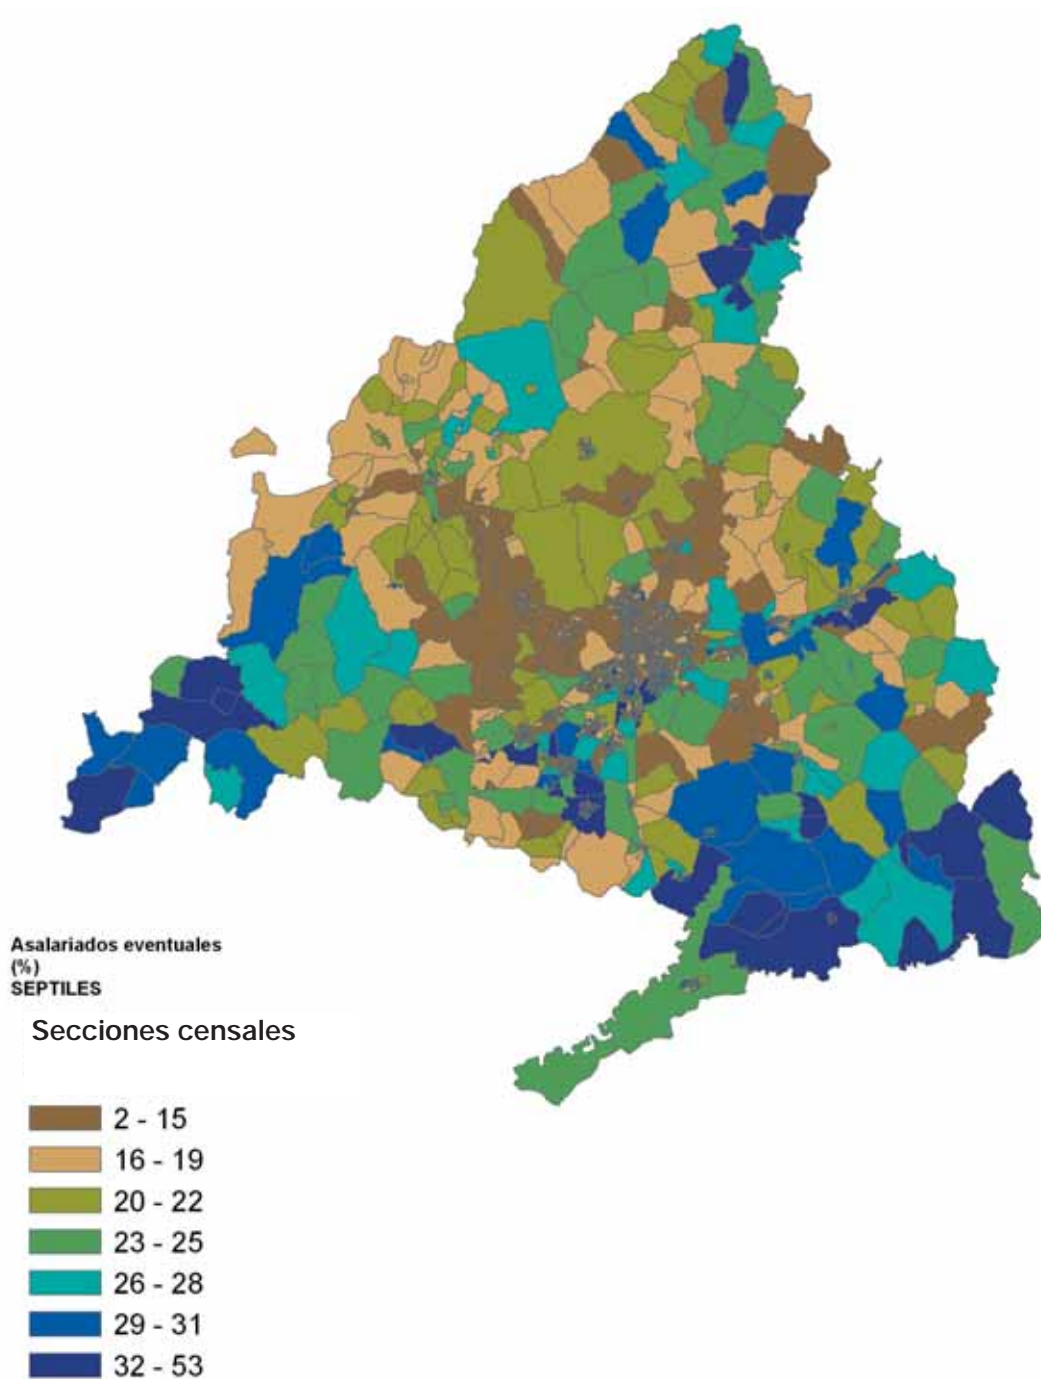 Asalariados eventuales
(%)
SEPTILES
Secciones censales
2 - 15
16 - 19
20 - 22
23 - 25
26 - 28
29 - 31
32 - 53